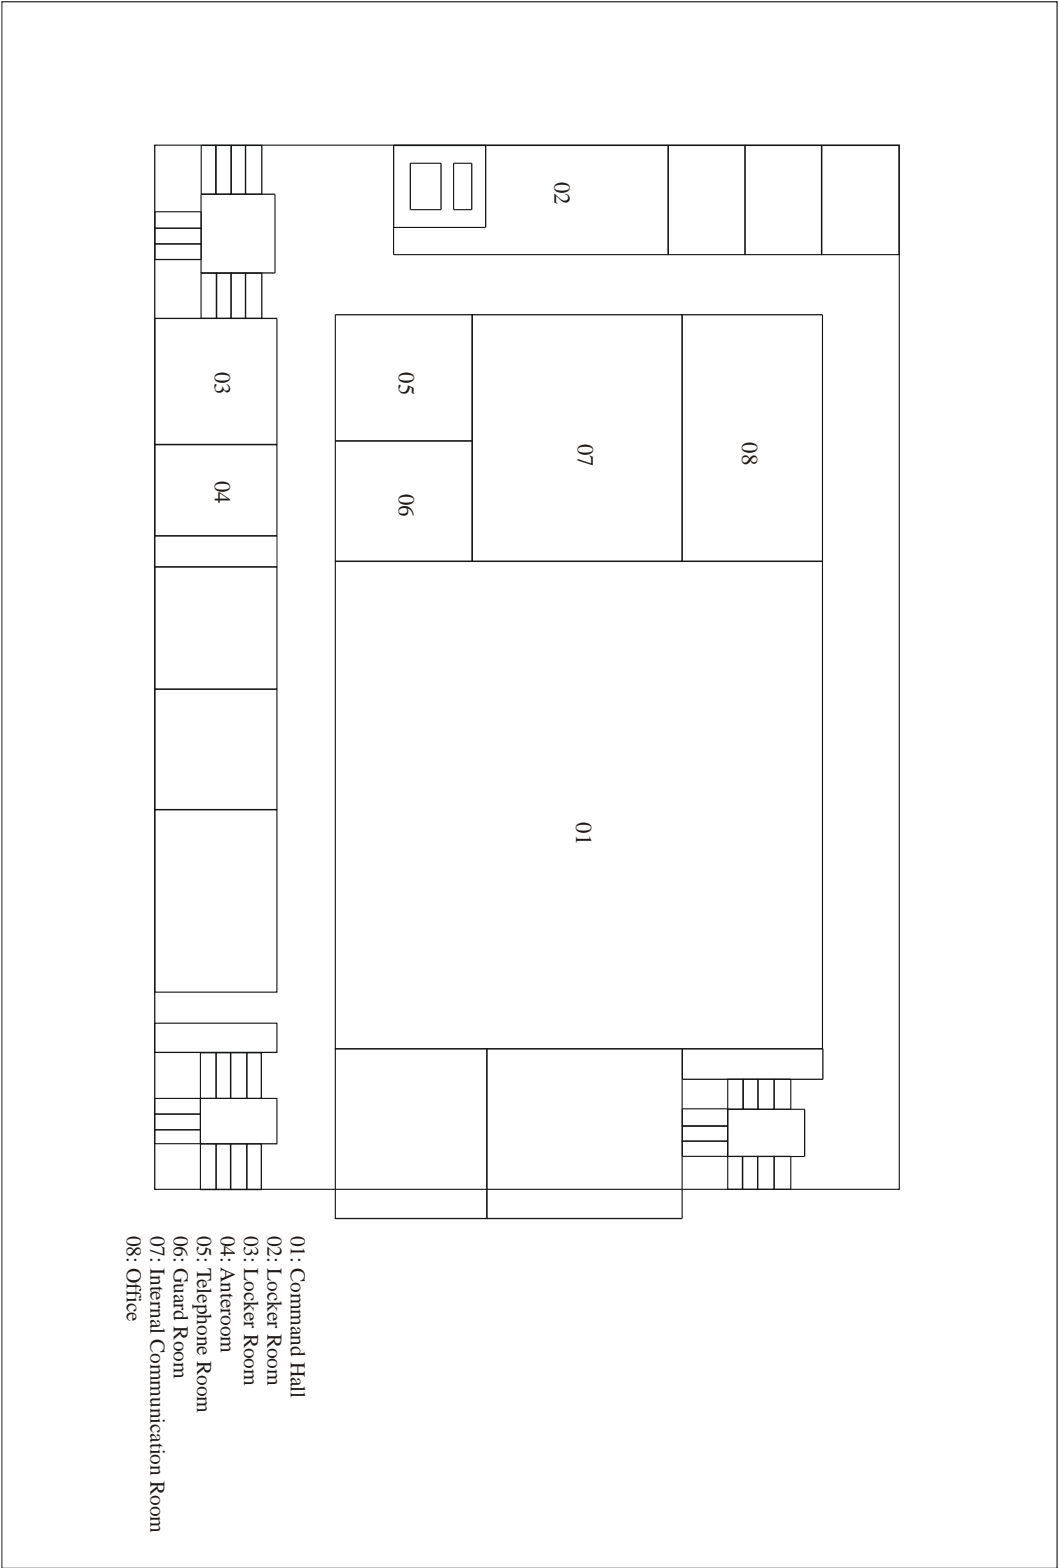 02
03
04
05
06
07
08
01
01: Command Hall
02: Locker Room
03: Locker Room
04: Anteroom
05: Telephone Room
06: Guard Room
07: Internal Communication Room
08: Office